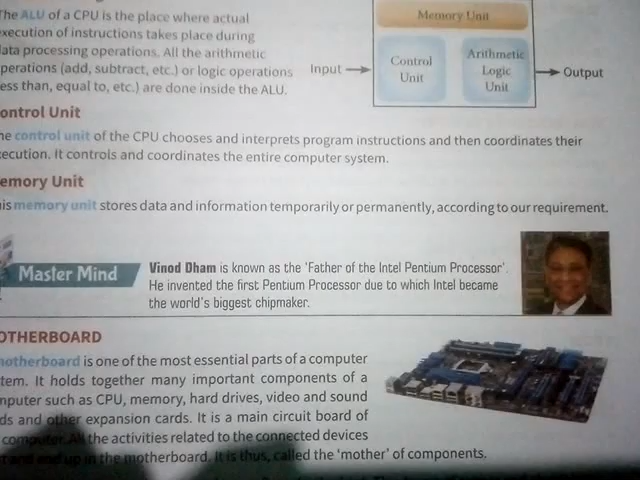 The ALU of a CPU is the place where actual
execution of instructions takes place during
data processing operations. All the arithmetic
operations (add, subtract, etc.) or logic operations
less than, equal to, etc.) are done inside the ALU.
Memory Unit
Input
Control
Unit
Arithmetic
Logic
Unit
Output
ontrol Unit
he control unit of the CPU chooses and interprets program instructions and then coordinates their
ecution. It controls and coordinates the entire computer system.
emory Unit
is memory unit stores data and information temporarily or permanently, according to our requirement.
Master Mind
Vinod Dham is known as the 'Father of the Intel Pentium Processor'.
He invented the first Pentium Processor due to which Intel became
the world's biggest chipmaker.
OTHERBOARD
motherboard is one of the most essential parts of a computer
tem. It holds together many important components of a
mputer such as CPU, memory, hard drives, video and sound
ds and other expansion cards. It is a main circuit board of
computer. All the activities related to the connected devices
and end up in the motherboard. It is thus, called the 'mother' of components.